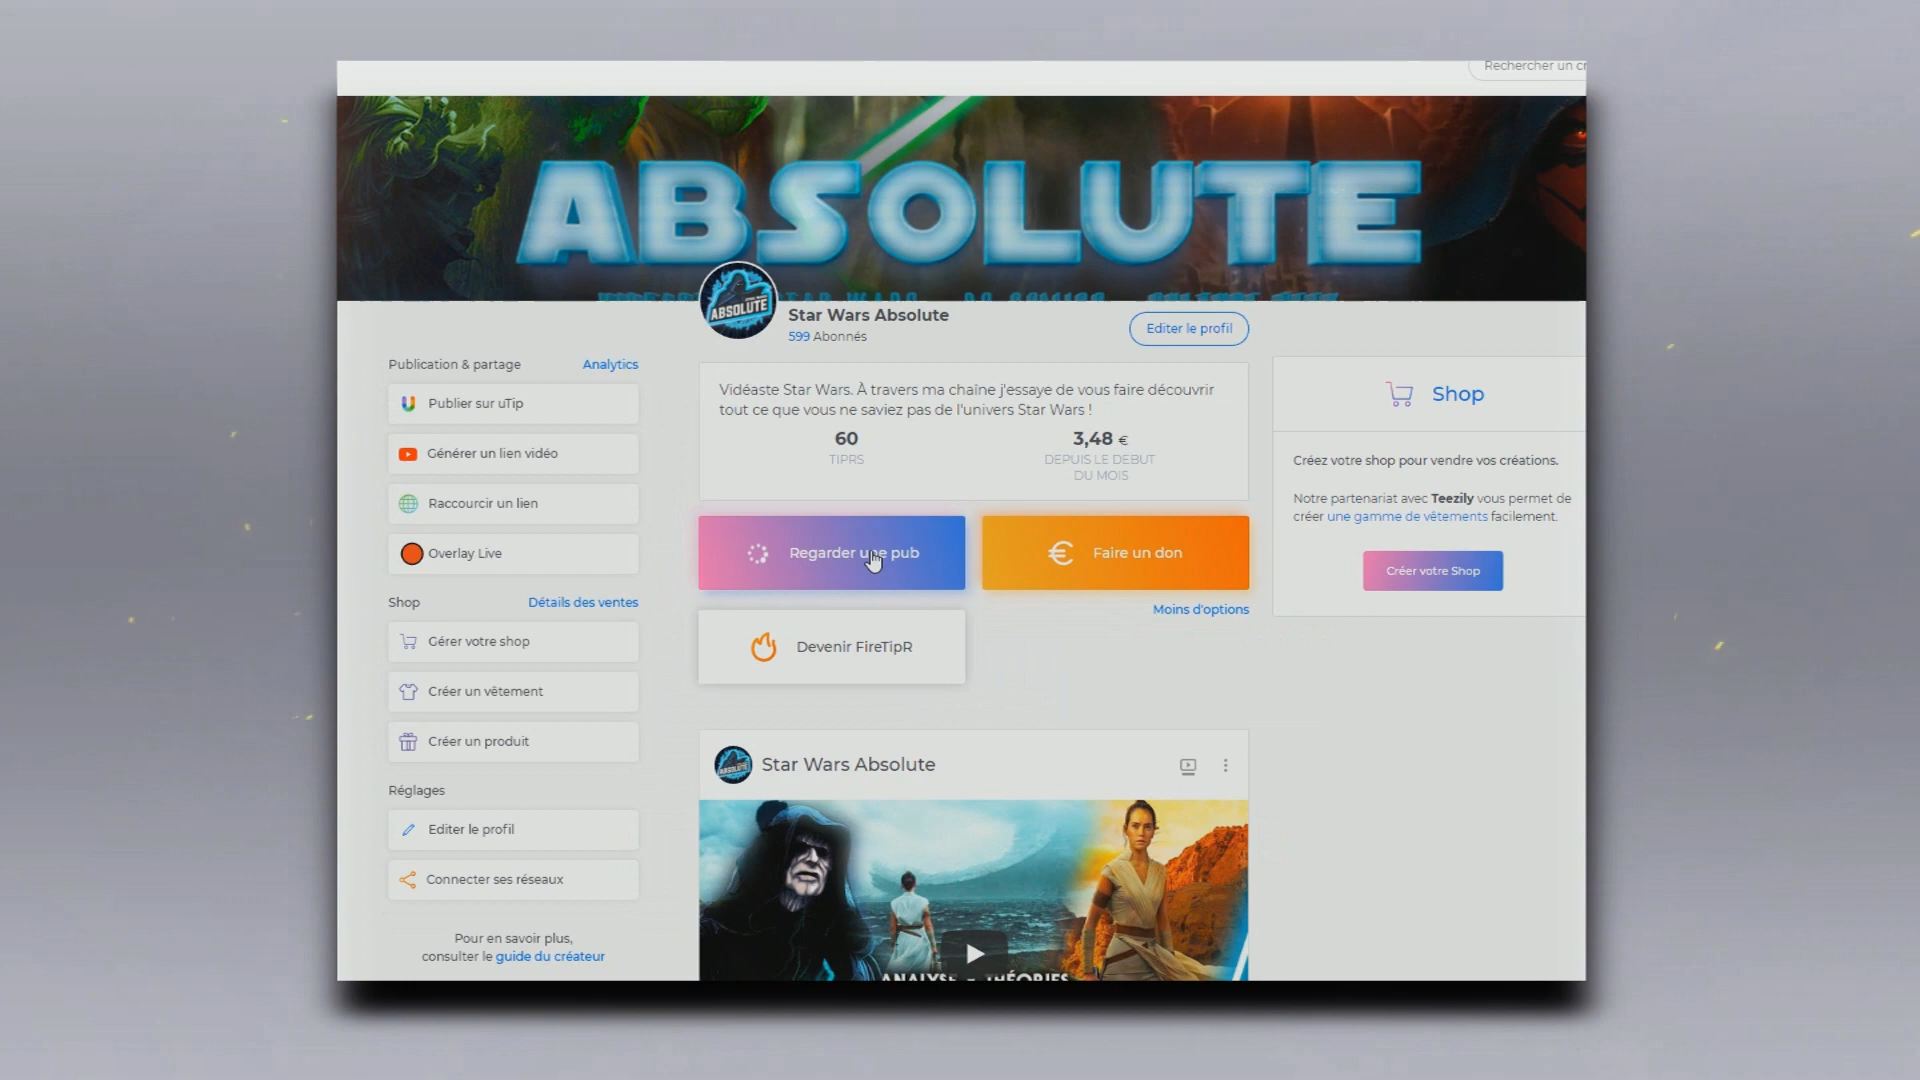 Rechercher un cr
ABSOLUTE
ABSOLUTE
Star Wars Absolute
599 Abonnés
Editer le profil
Publication & partage
Analytics
Publier sur uTip
Générer un lien vidéo
Raccourcir un lien
Overlay Live
Shop
Détails des ventes
Gérer votre shop
Créer un vêtement
Créer un produit
Réglages
Editer le profil
Connecter ses réseaux
Pour en savoir plus,
consulter le guide du créateur
Vidéaste Star Wars. À travers ma chaîne j'essaye de vous faire découvrir
tout ce que vous ne saviez pas de l'univers Star Wars !
60
TIPRS
3,48 €
DEPUIS LE DEBUT
DU MOIS
Regarder une pub
Faire un don
Moins d'options
Devenir FireTipR
Star Wars Absolute
ANALYSE - THÉORIES
Shop
Créez votre shop pour vendre vos créations.
Notre partenariat avec Teezily vous permet de
créer une gamme de vêtements facilement.
Créer votre Shop